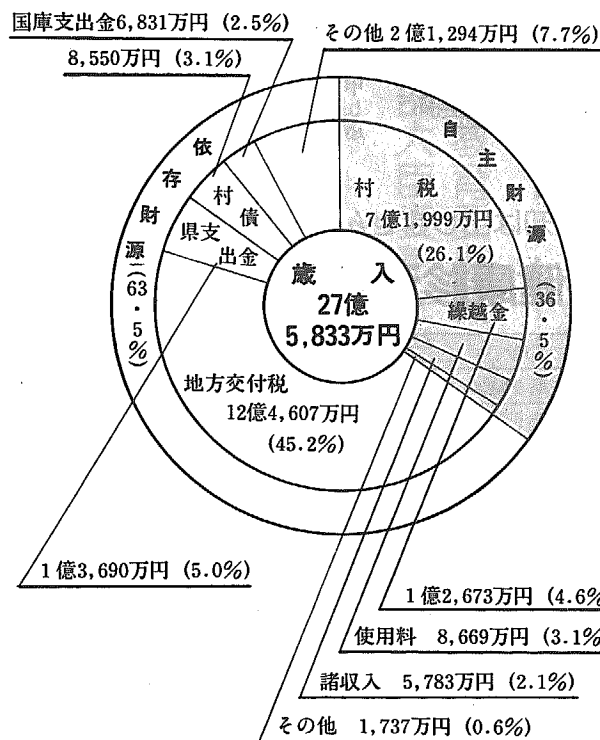 国庫支出金6,831万円 (2.5%)
その他2億1,294万円 (7.7%)
8,550万円 (3.1%)
依存財源 (63.5%)
自主財源 (36.5%)
村税
7億1,999万円
(26.1%)
村債
県支出金
繰越金
歳入
27億
5,833万円
地方交付税
12億4,607万円
(45.2%)
1億3,690万円 (5.0%)
1億2,673万円 (4.6%
使用料 8,669万円 (3.1%
諸収入 5,783万円 (2.1%)
その他 1,737万円 (0.6%)